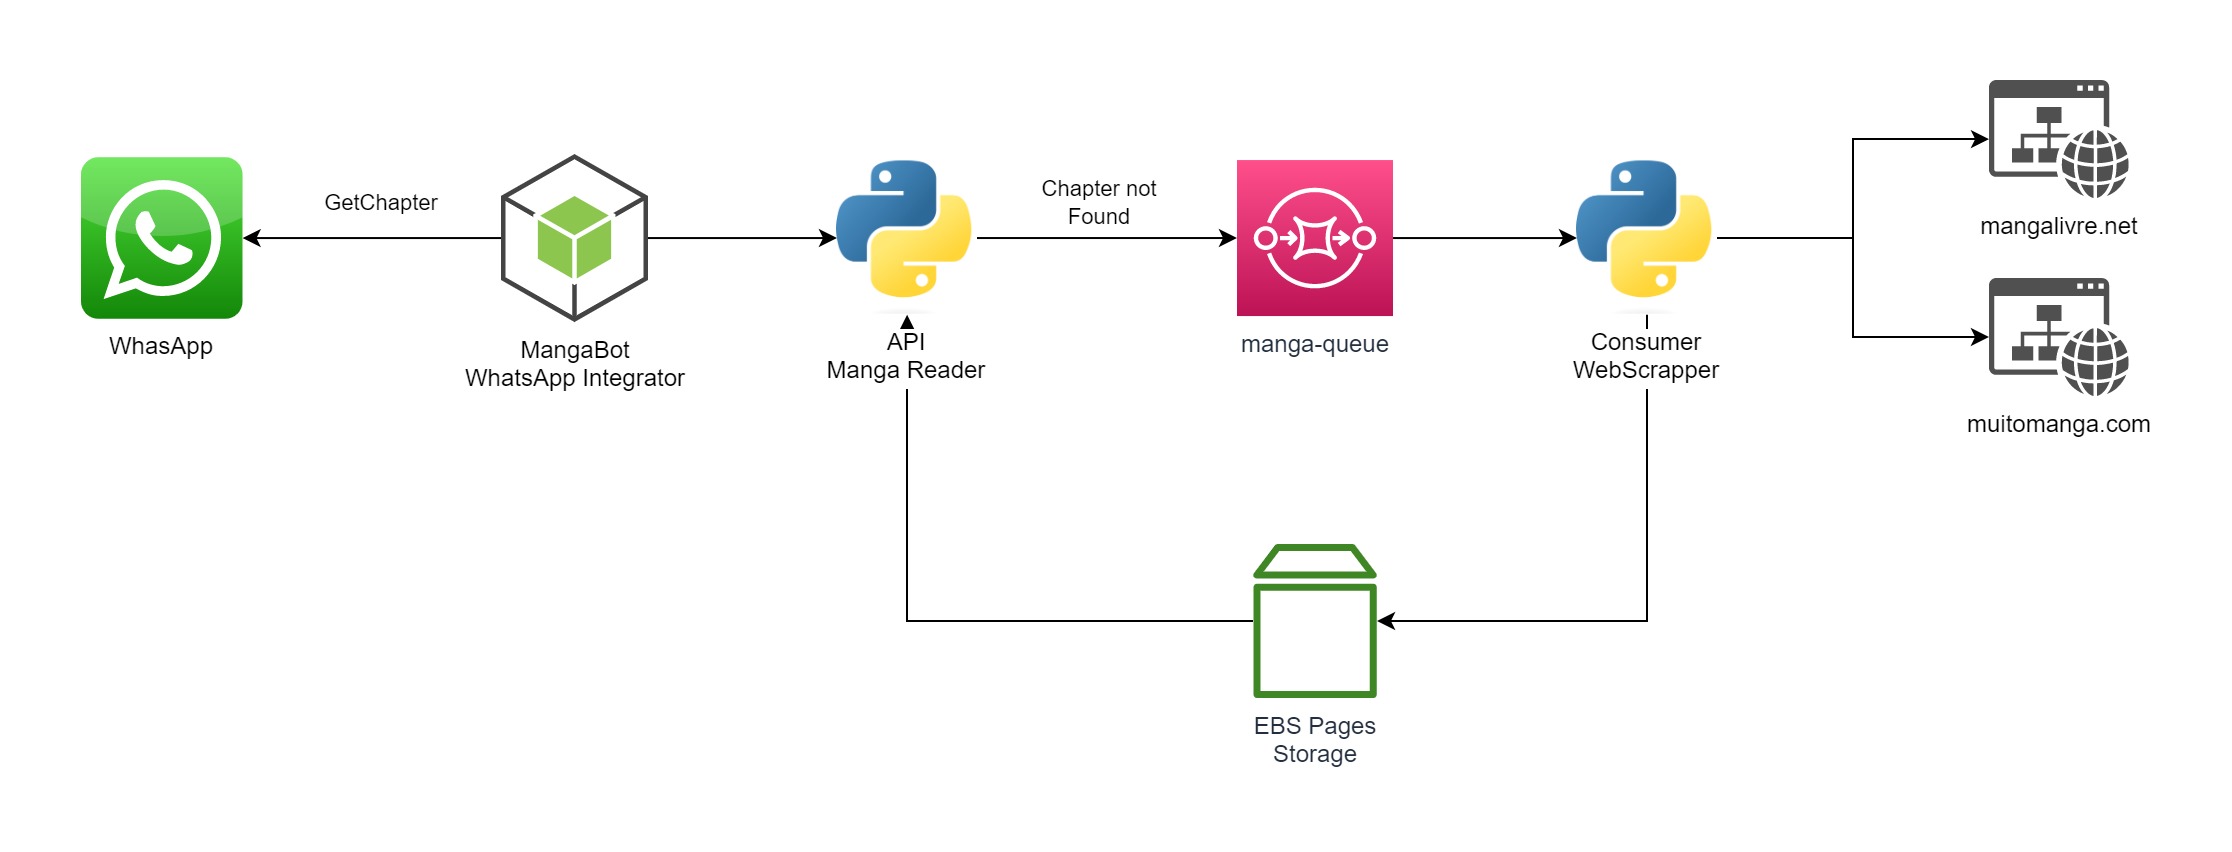 GetChapter
WhasApp
MangaBot
WhatsApp Integrator
API
Manga Reader
Chapter not
Found
manga-queue
Consumer
WebScrapper
mangalivre.net
muitomanga.com
EBS Pages
Storage